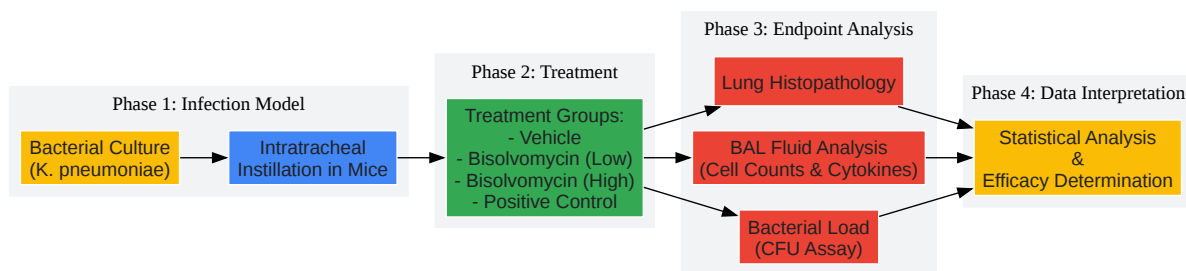 Phase 1: Infection Model
Bacterial Culture
(K. pneumoniae)
Intratracheal
Instillation in Mice
Phase 2: Treatment
Treatment Groups:
- Vehicle
- Bisolvomycin (Low)
- Bisolvomycin (High)
- Positive Control
Phase 3: Endpoint Analysis
Lung Histopathology
BAL Fluid Analysis
(Cell Counts & Cytokines)
Bacterial Load
(CFU Assay)
Phase 4: Data Interpretation
Statistical Analysis
&
Efficacy Determination